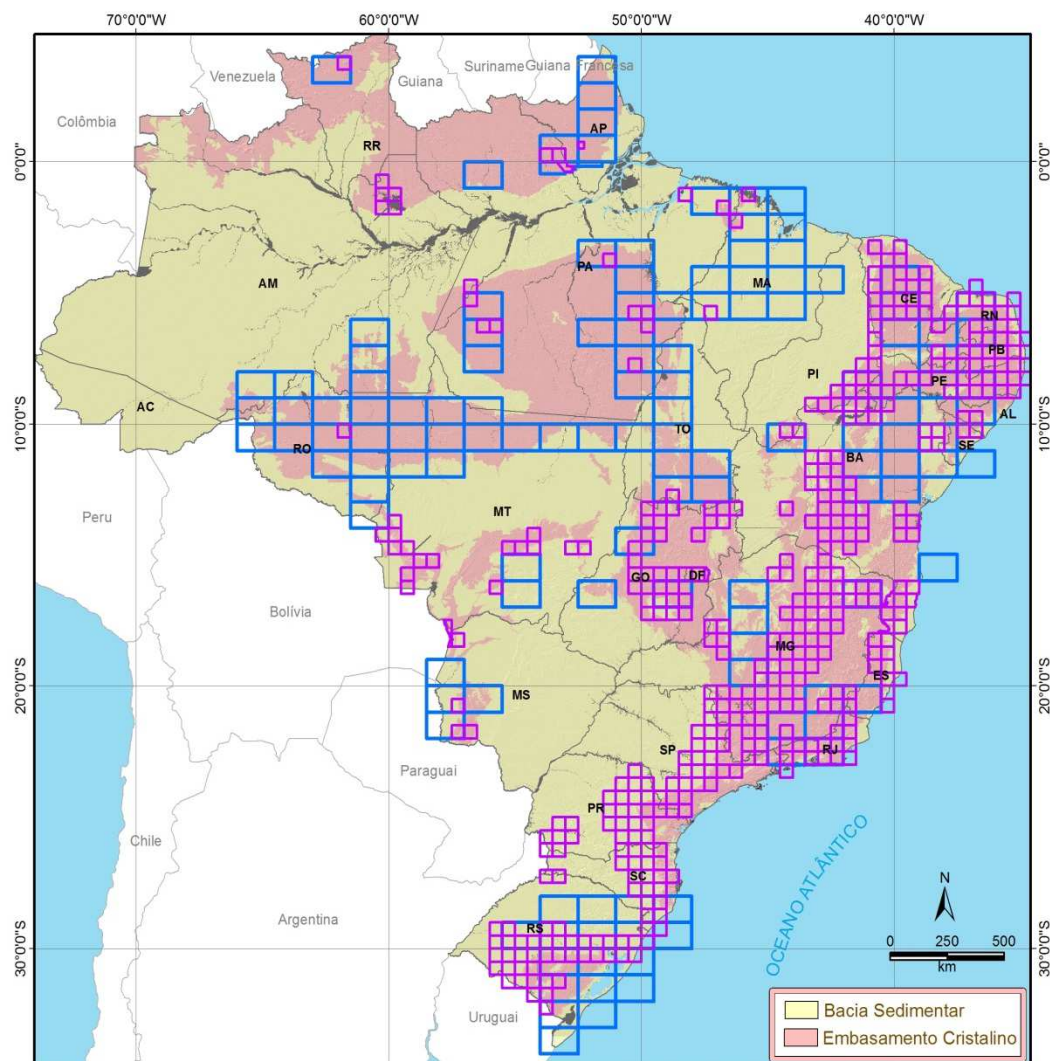 70°0'0"W 60°0'0"W 50°0'0"W 40°0'0"W
Venezuela
Suriname
Guiana Francesa
Guiana
Colômbia
AP
RR
0°0'0"S
0°0'0"S
PA
AM
MA
CE
RN
PB
PI
PE
AC
AL
10°0'0"S
10°0'0"S
TO
RO
SE
BA
Peru
MT
GO
DF
Bolívia
MG
ES
20°0'0"S
20°0'0"S
MS
SP
RJ
Paraguai
PR
Chile
SC
OCEANO ATLÂNTICO
N
Argentina
RS
0 250 500
km
30°0'0"S
30°0'0"S
Uruguai
Bacia Sedimentar
Embasamento Cristalino